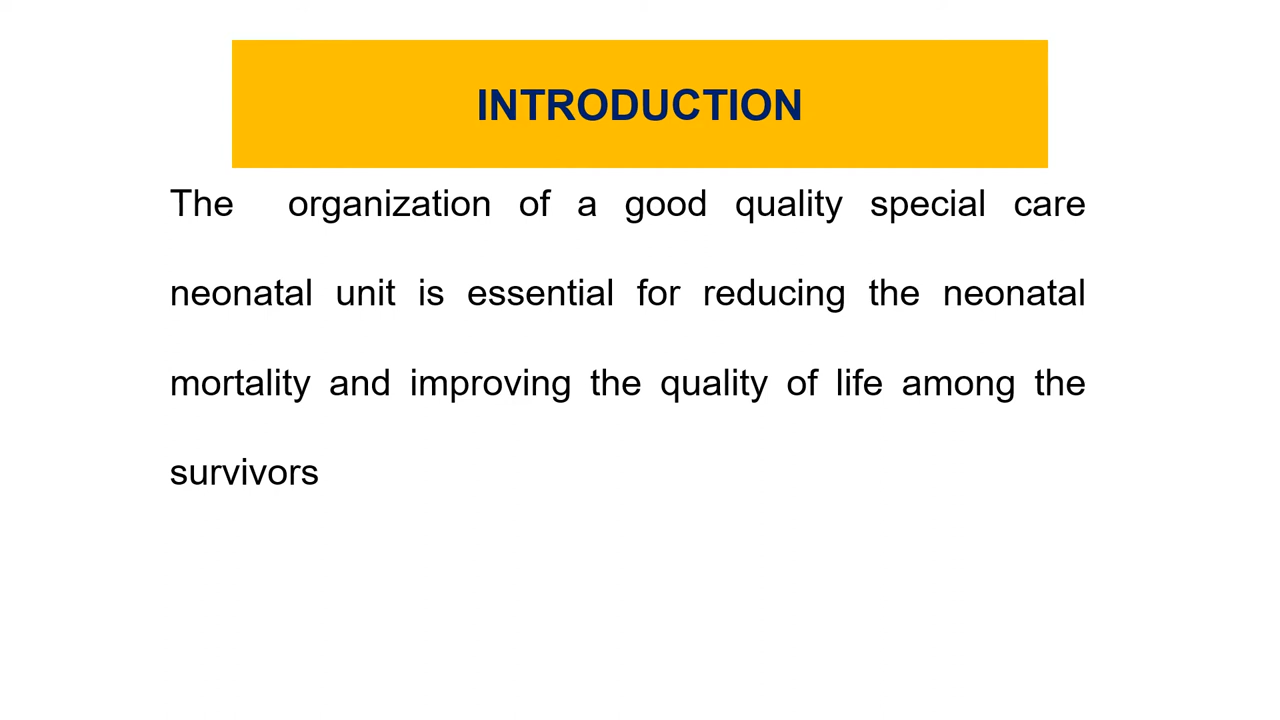 INTRODUCTION
The organization of a good quality special care
neonatal unit is essential for reducing the neonatal
mortality and improving the quality of life among the
survivors